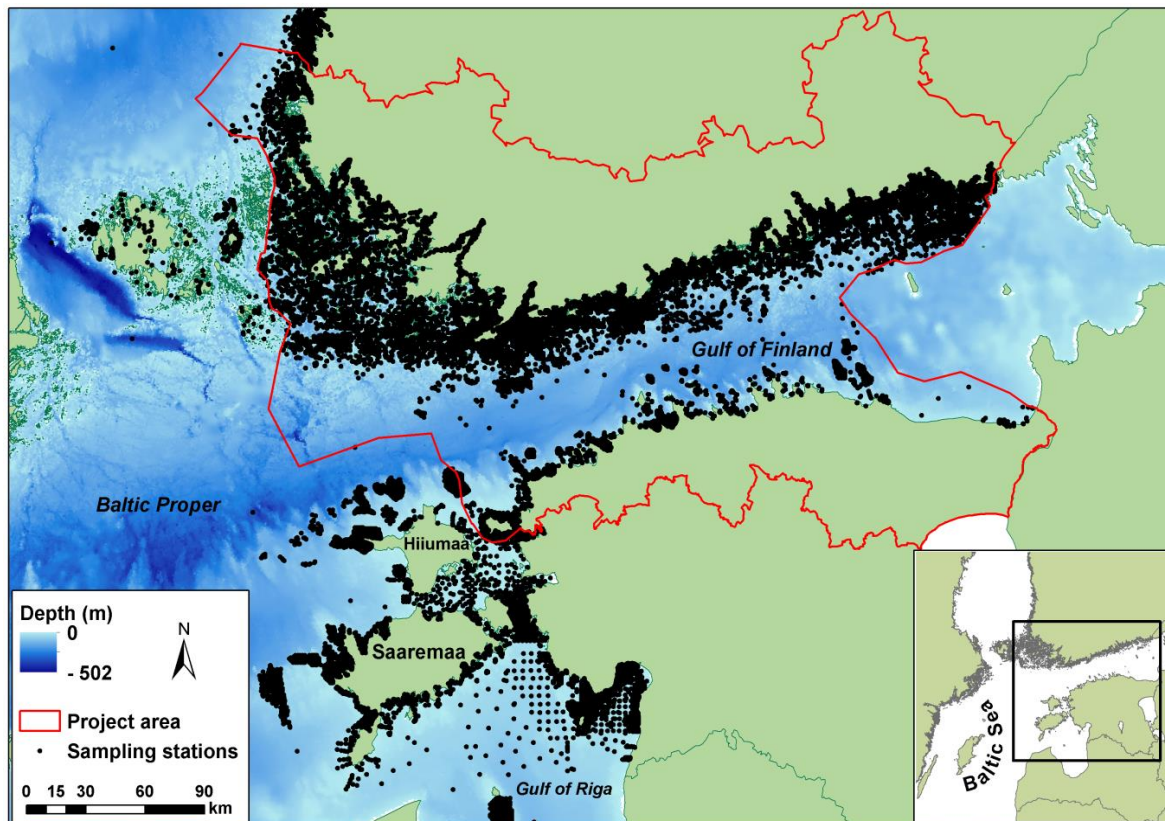 Gulf of Finland
Baltic Proper
Hiiumaa
Saaremaa
Gulf of Riga
Depth (m)
0
- 502
N
Project area
Sampling stations
0 15 30 60 90
km
Baltic Sea